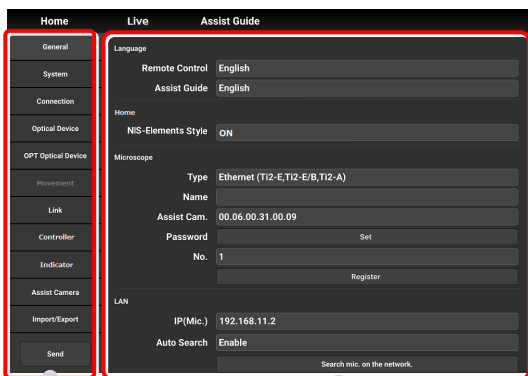 Home Live Assist Guide
General
System
Connection
Optical Device
OPT Optical Device
Movement
Link
Controller
Indicator
Assist Camera
Import/Export
Send
Language
Remote Control English
Assist Guide English
Home
NIS-Elements Style ON
Microscope
Type Ethernet (Ti2-E,Ti2-E/B,Ti2-A)
Name
Assist Cam. 00.06.00.31.00.09
Password Set
No. 1
Register
LAN
IP(Mic.) 192.168.11.2
Auto Search Enable
Search mic. on the network.